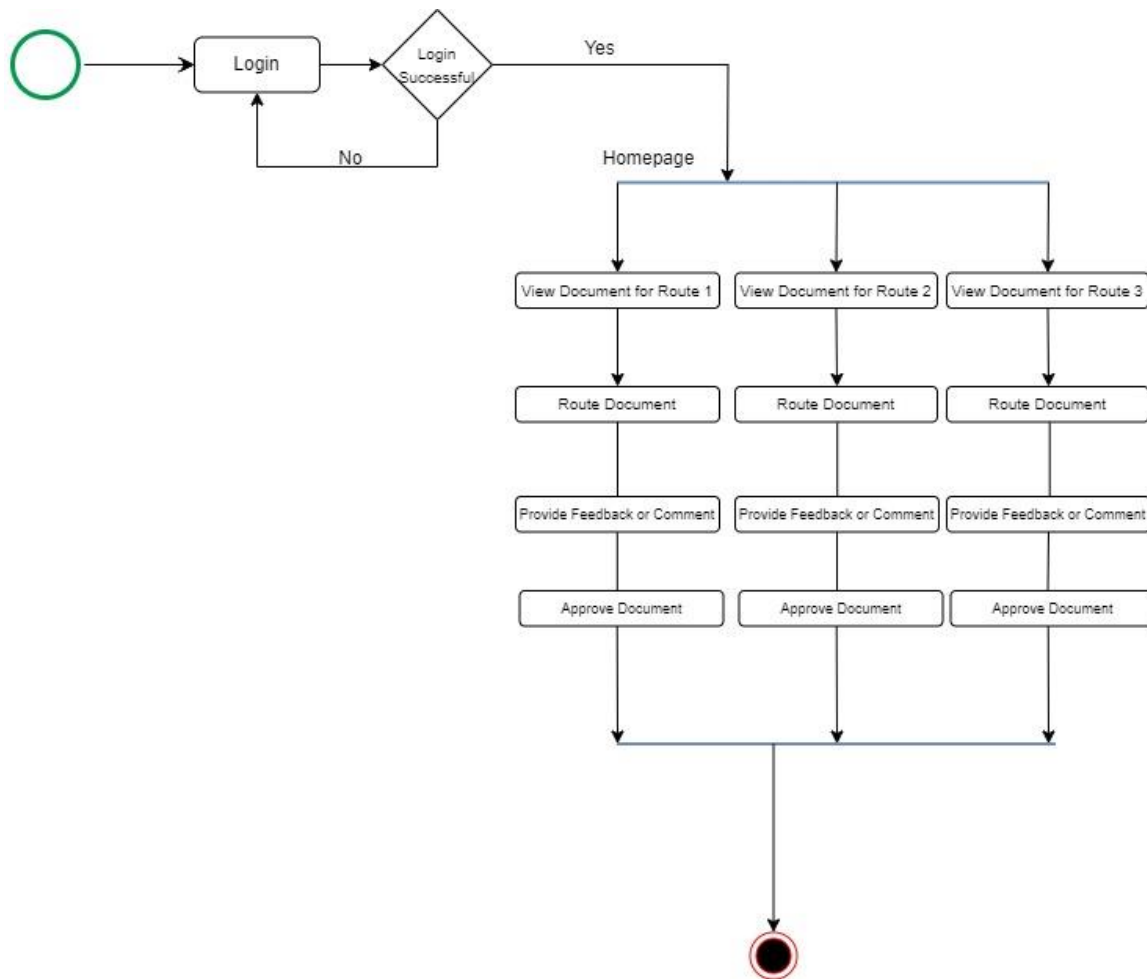 Login
Login
Successful
Yes
No
Homepage
View Document for Route 1
View Document for Route 2
View Document for Route 3
Route Document
Route Document
Route Document
Provide Feedback or Comment
Provide Feedback or Comment
Provide Feedback or Comment
Approve Document
Approve Document
Approve Document